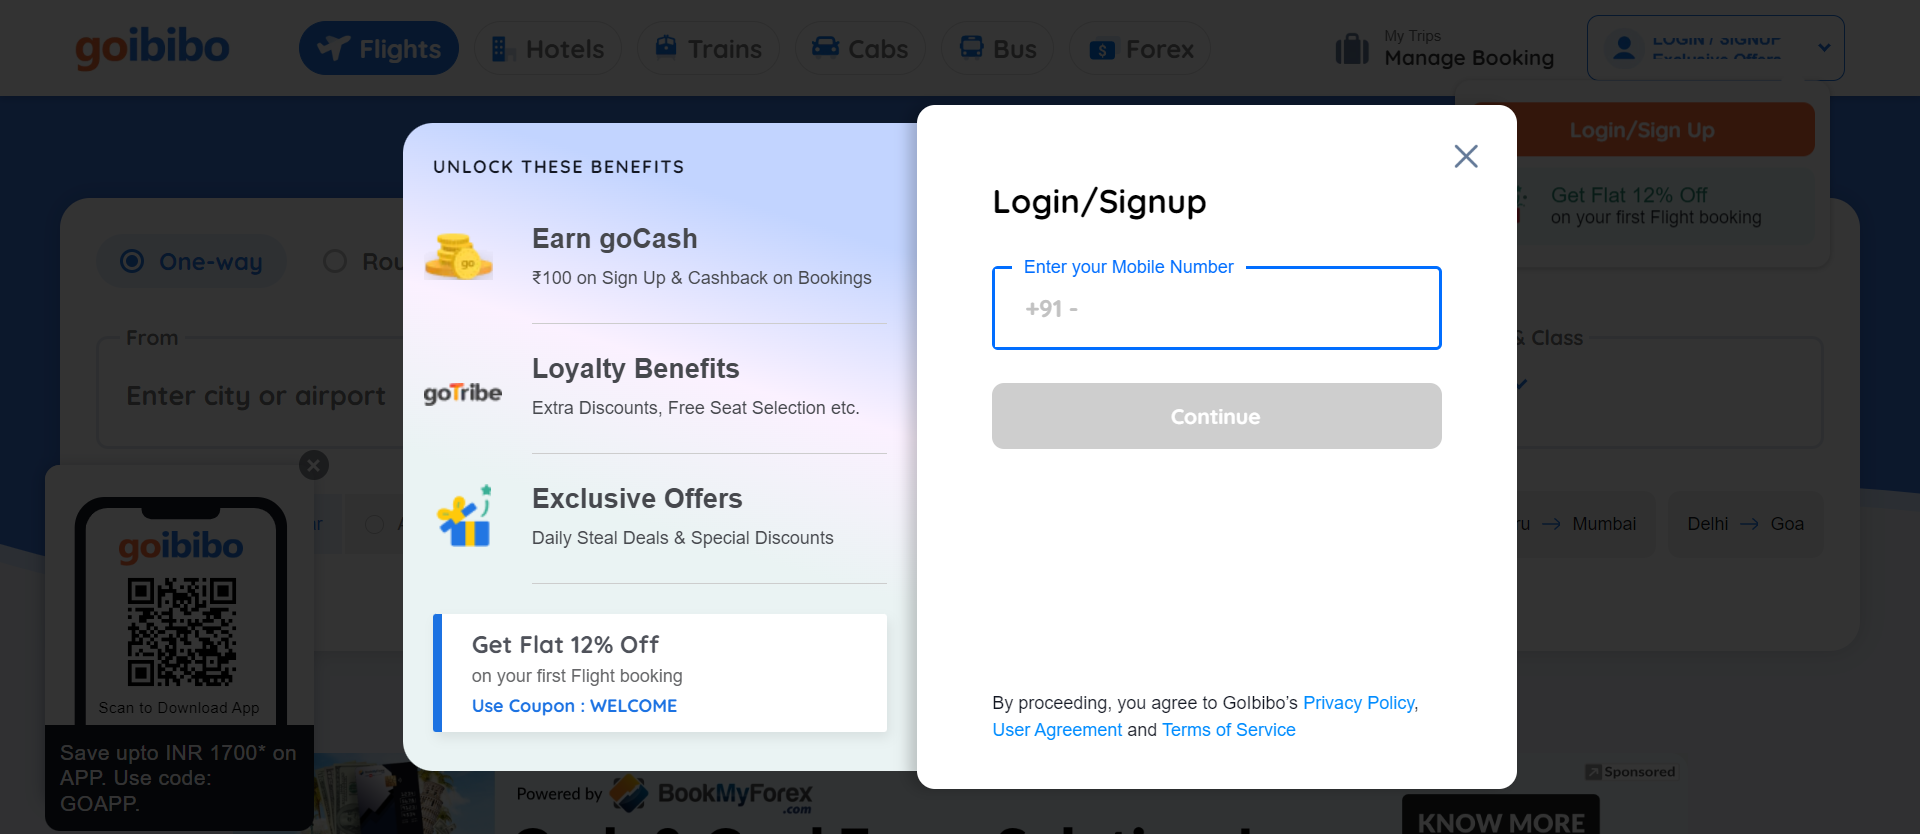 goibibo
Flights
Hotels
Trains
Cabs
Bus
Forex
My Trips
Manage Booking
LOGIN / SIGNUP
Exclusive Offers
Login/Sign Up
Get Flat 12% Off
on your first Flight booking
One-way
From
Enter city or airport
& Class
Mumbai
Delhi → Goa
UNLOCK THESE BENEFITS
Earn goCash
₹100 on Sign Up & Cashback on Bookings
goTribe
Loyalty Benefits
Extra Discounts, Free Seat Selection etc.
Exclusive Offers
Daily Steal Deals & Special Discounts
Get Flat 12% Off
on your first Flight booking
Use Coupon : WELCOME
Login/Signup
Enter your Mobile Number
+91 -
Continue
By proceeding, you agree to GoIbibo’s Privacy Policy,
User Agreement and Terms of Service
goibibo
Scan to Download App
Save upto INR 1700* on
APP. Use code:
GOAPP.
Powered by BookMyForex
.com
Sponsored
KNOW MORE